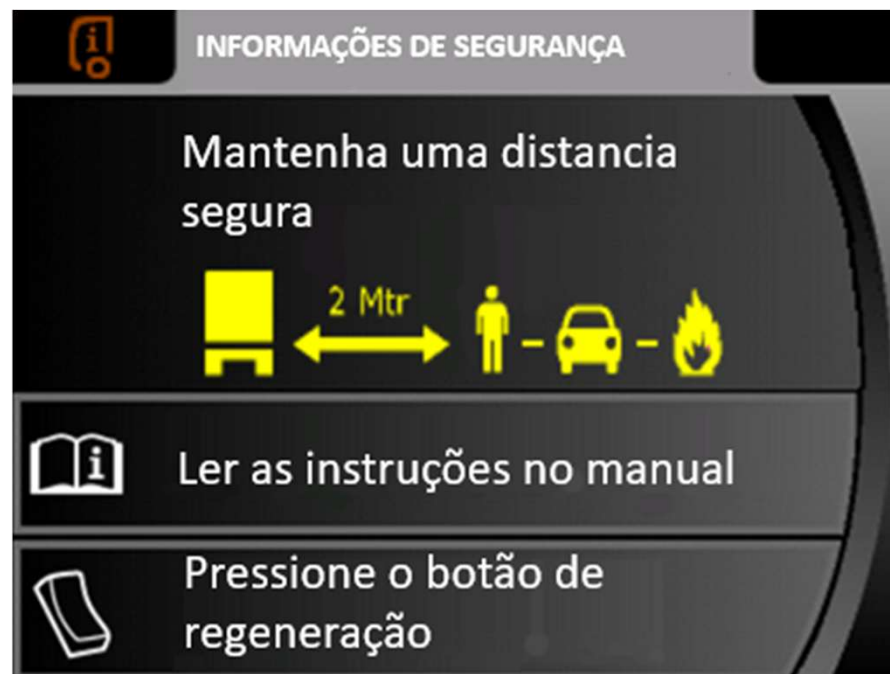 INFORMAÇÕES DE SEGURANÇA
Mantenha uma distancia
segura
2 Mtr
Ler as instruções no manual
Pressione o botão de
regeneração